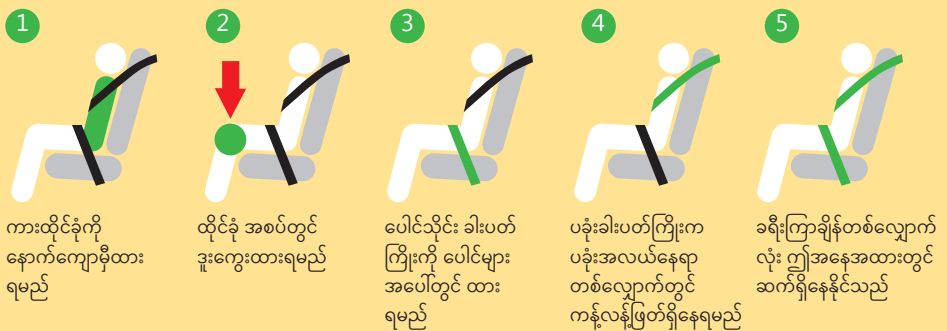 1
ကားထိုင်ခုံကို
နောက်ကျောမှီထား
ရမည်
2
ထိုင်ခုံ အစပ်တွင်
ဒူးကွေးထားရမည်
3
ပေါင်သိုင်း ခါးပတ်
ကြိုးကို ပေါင်များ
အပေါ်တွင် ထား
ရမည်
4
ပခုံးခါးပတ်ကြိုးက
ပခုံးအလယ်နေရာ
တစ်လျှောက်တွင်
ကန့်လန့်ဖြတ်ရှိနေရမည်
5
ခရီးကြာချိန်တစ်လျှောက်
လုံး ဤအနေအထားတွင်
ဆက်ရှိနေနိုင်သည်